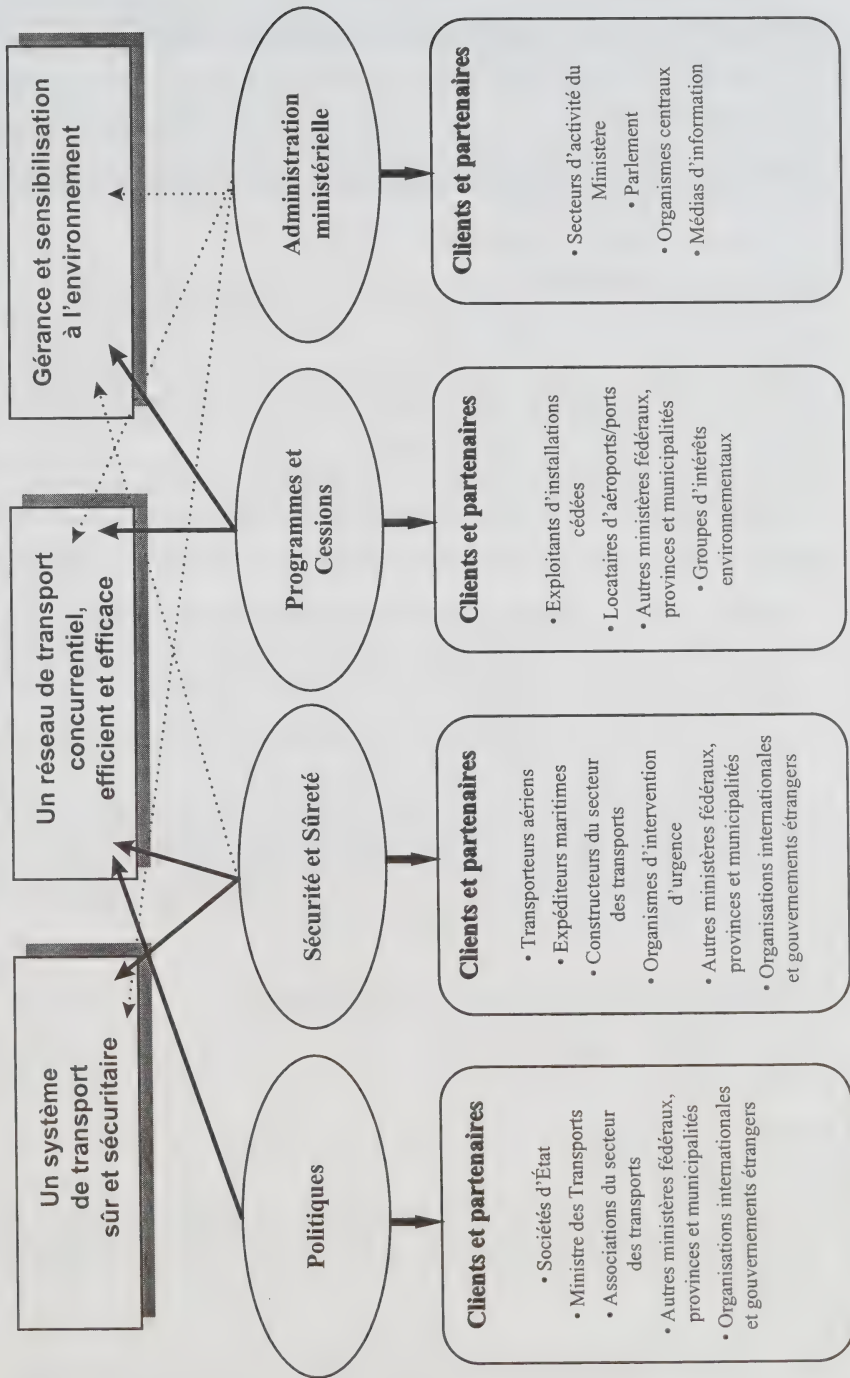 Un système
de transport
sûr et sécuritaire
Un réseau de transport
concurrentiel,
efficient et efficace
Gérance et sensibilisation
à l'environnement
Politiques
Sécurité et Sûreté
Programmes et
Cessions
Administration
ministérielle
Clients et partenaires
• Sociétés d'État
• Ministre des Transports
• Associations du secteur
des transports
• Autres ministères fédéraux,
provinces et municipalités
• Organisations internationales
et gouvernements étrangers
Clients et partenaires
• Transporteurs aériens
• Expéditeurs maritimes
• Constructeurs du secteur
des transports
• Organismes d'intervention
d'urgence
• Autres ministères fédéraux,
provinces et municipalités
• Organisations internationales
et gouvernements étrangers
Clients et partenaires
• Exploitants d'installations
cédées
• Locataires d'aéroports/ports
• Autres ministères fédéraux,
provinces et municipalités
• Groupes d'intérêts
environnementaux
Clients et partenaires
• Secteurs d'activité du
Ministère
• Parlement
• Organismes centraux
• Médias d'information